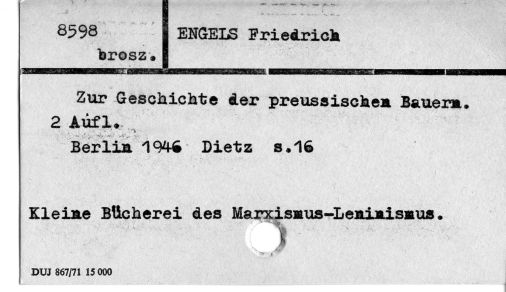 8598 ENGELS Friedrich
brosz.
Zur Geschichte der preussischen Bauern.
2 Aufl.
Berlin 1946 Dietz s.16
Kleine Bücherei des Marxismus-Leninismus.
DUJ 867/71 15 000